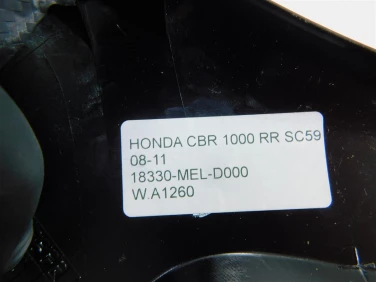 HONDA CBR 1000 RR SC59
08-11
18330-MEL-D000
W.A1260